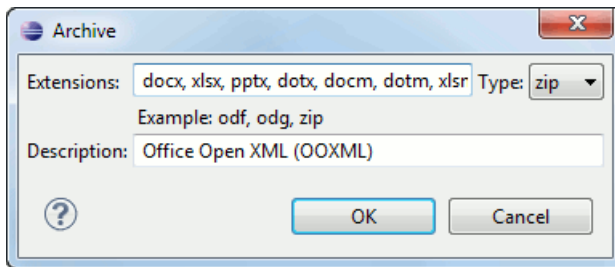 Archive
Extensions: docx, xlsx, pptx, dotx, docm, dotm, Type: zip
Example: odf, odg, zip
Description: Office Open XML (OOXML)
? OK Cancel